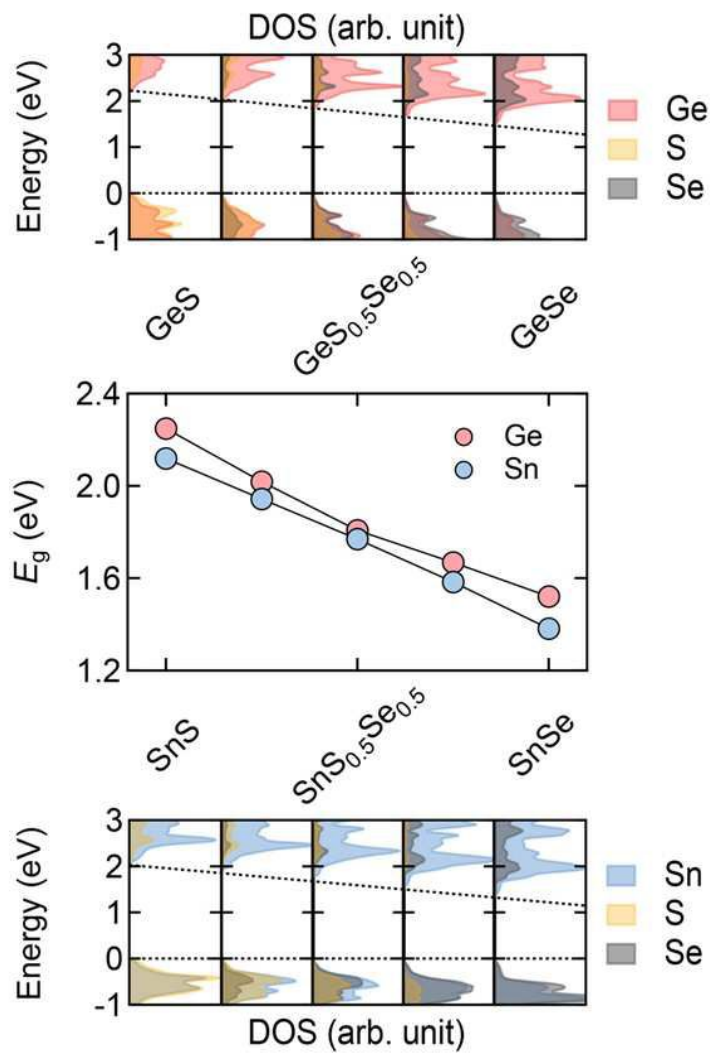 DOS (arb. unit)
Energy (eV)
3
2
1
0
-1
Ge
S
Se
GeS
GeS0.5Se0.5
GeSe
Eg (eV)
2.4
2.0
1.6
1.2
Ge
Sn
SnS
SnS0.5Se0.5
SnSe
Energy (eV)
3
2
1
0
-1
Sn
S
Se
DOS (arb. unit)